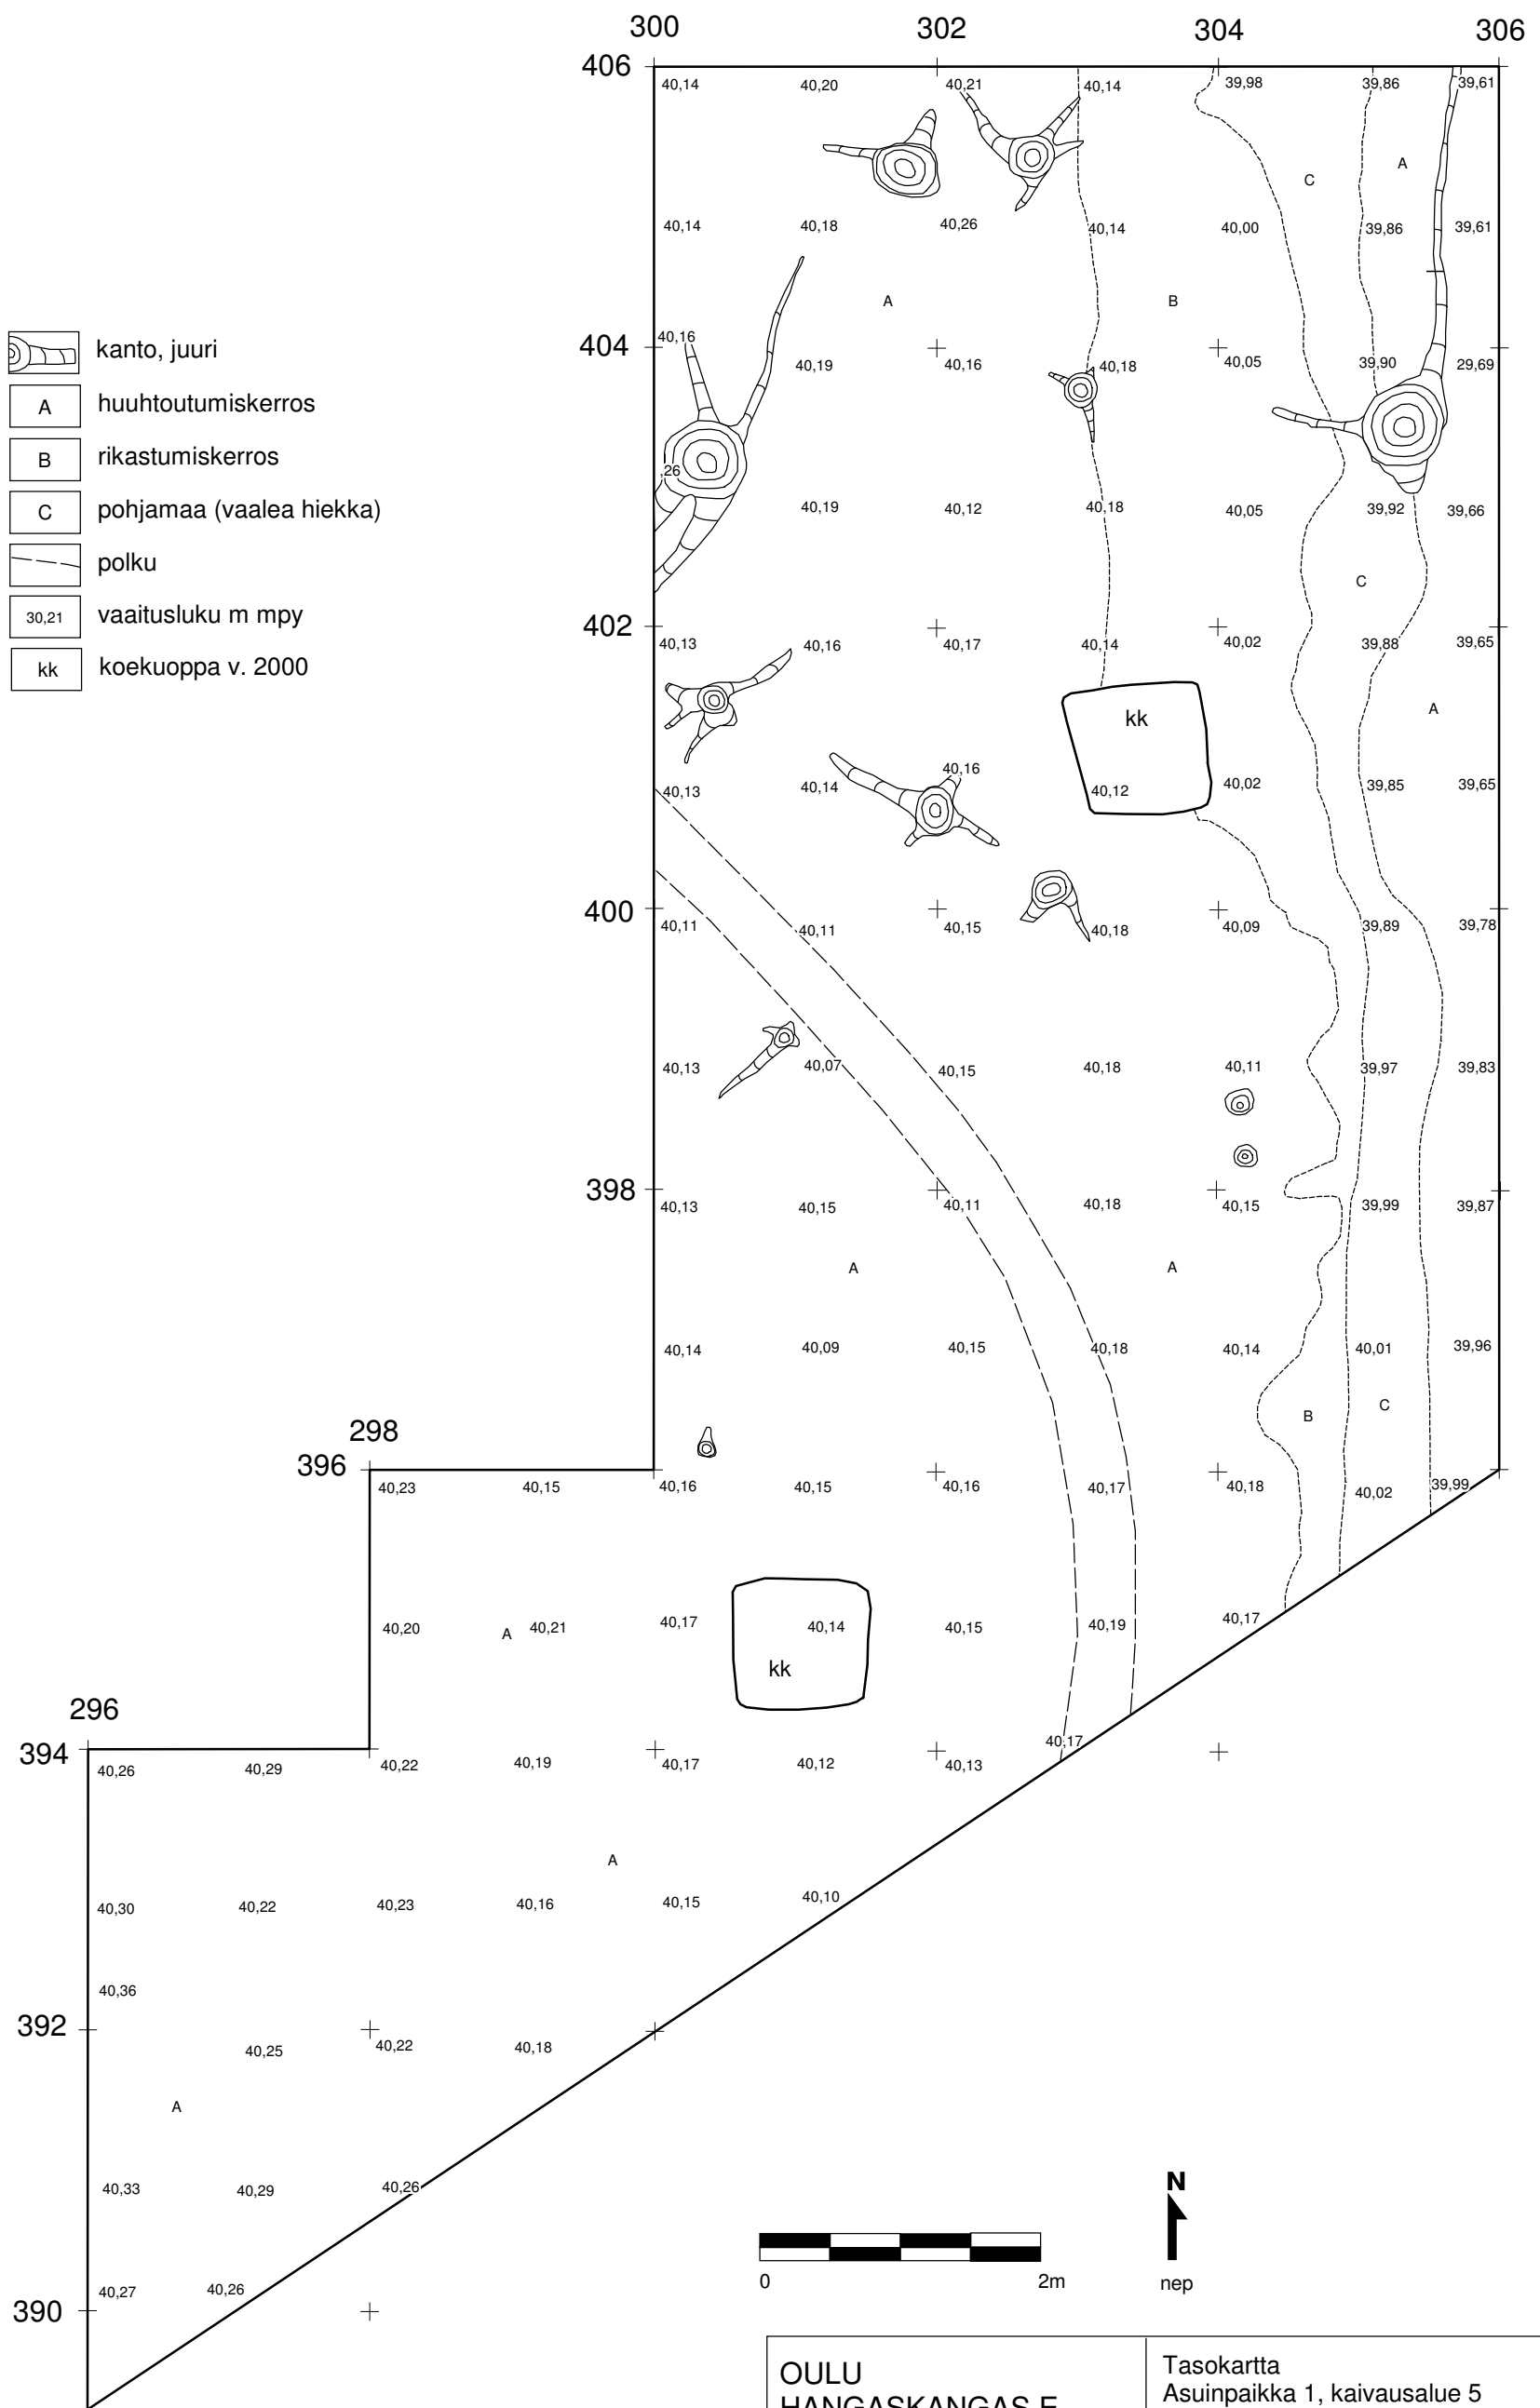 300 302 304 306
406
40,14 40,20 40,21 40,14 39,98 39,86 39,61
A
C
40,14 40,18 40,26 40,14 40,00 39,86 39,61
A B
kanto, juuri
A huuhtoutumiskerros
B rikastumiskerros
C pohjamaa (vaalea hiekka)
polku
30,21 vaaitusluku m mpy
kk koekuoppa v. 2000
404
40,16 40,19 40,16 40,18 40,05 39,90 29,69
,26
40,19 40,12 40,18 40,05 39,92 39,66
C
402
40,13 40,16 40,17 40,14 40,02 39,88 39,65
A
kk
40,13 40,14 40,16 40,12 40,02 39,85 39,65
400
40,11 40,11 40,15 40,18 40,09 39,89 39,78
40,13 40,07 40,15 40,18 40,11 39,97 39,83
398
40,13 40,15 40,11 40,18 40,15 39,99 39,87
A A
40,14 40,09 40,15 40,18 40,14 40,01 39,96
B C
298
396
40,23 40,15 40,16 40,15 40,16 40,17 40,18 40,02 39,99
40,20 A 40,21 40,17 40,14 40,15 40,19 40,17
kk
296
394
40,26 40,29 40,22 40,19 40,17 40,12 40,13 40,17
A
40,30 40,22 40,23 40,16 40,15 40,10
40,36
392
40,25 40,22 40,18
A
40,33 40,29 40,26
N
0 2m nep
390
40,27 40,26
OULU
HANGASKANGAS E
Tasokartta
Asuinpaikka 1, kaivausalue 5